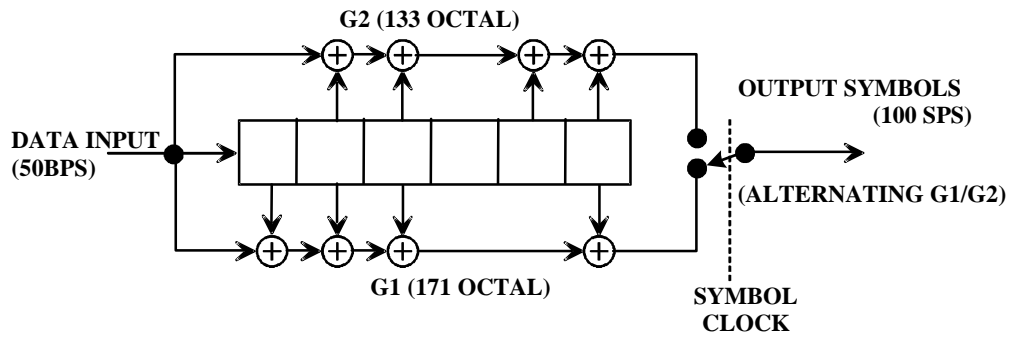 G2 (133 OCTAL)
OUTPUT SYMBOLS
(100 SPS)
DATA INPUT
(50BPS)
(ALTERNATING G1/G2)
G1 (171 OCTAL)
SYMBOL
CLOCK